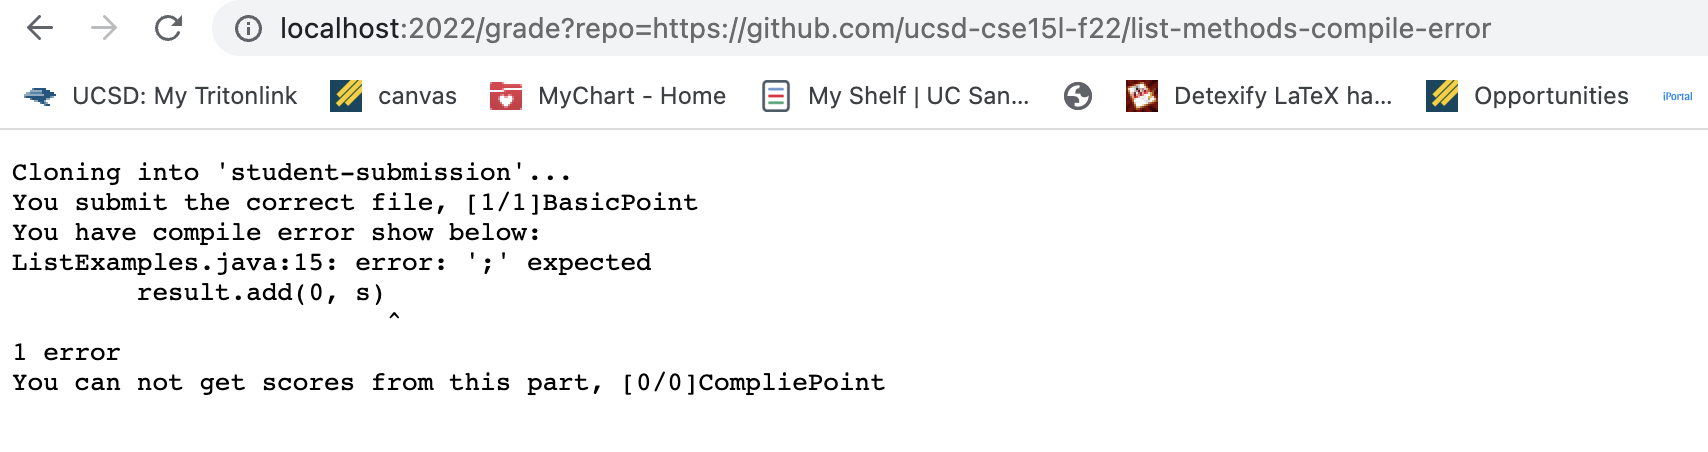 localhost:2022/grade?repo=https://github.com/ucsd-cse15l-f22/list-methods-compile-error
UCSD: My Tritonlink canvas MyChart - Home My Shelf | UC San... Detexify LaTeX ha... Opportunities iPortal
Cloning into 'student-submission'...
You submit the correct file, [1/1]BasicPoint
You have compile error show below:
ListExamples.java:15: error: ';' expected
        result.add(0, s)
                        ^
1 error
You can not get scores from this part, [0/0]CompliePoint